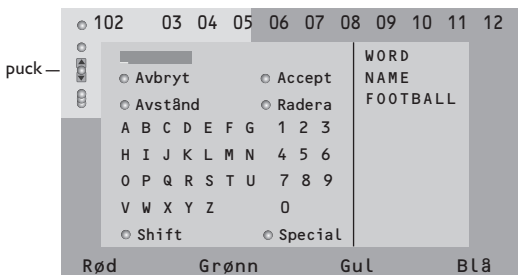 102 03 04 05 06 07 08 09 10 11 12
puck
Avbryt Accept
Avstånd Radera
A B C D E F G 1 2 3
H I J K L M N 4 5 6
O P Q R S T U 7 8 9
V W X Y Z 0
Shift Special
WORD
NAME
FOOTBALL
Rød Grønn Gul Blå